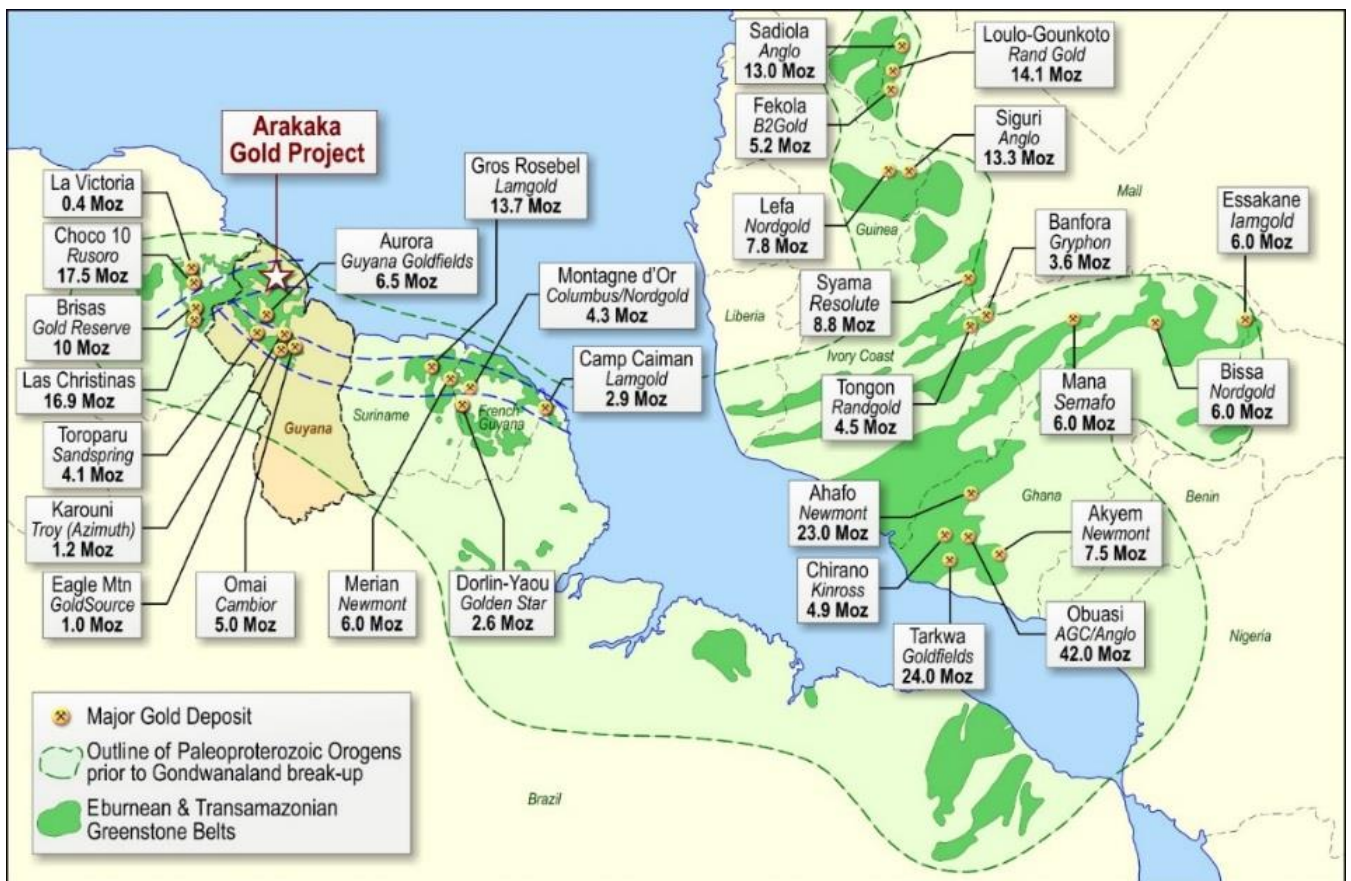 Arakaka
Gold Project
La Victoria
0.4 Moz
Choco 10
Rusoro
17.5 Moz
Brisas
Gold Reserve
10 Moz
Las Christinas
16.9 Moz
Toroparu
Sandspring
4.1 Moz
Karouni
Troy (Azimuth)
1.2 Moz
Eagle Mtn
GoldSource
1.0 Moz
Omai
Cambior
5.0 Moz
Aurora
Guyana Goldfields
6.5 Moz
Gros Rosebel
Lamgold
13.7 Moz
Montagne d'Or
Columbus/Nordgold
4.3 Moz
Camp Caiman
Lamgold
2.9 Moz
Merian
Newmont
6.0 Moz
Dorlin-Yaou
Golden Star
2.6 Moz
Guyana
Suriname
French
Guyana
Brazil
Sadiola
Anglo
13.0 Moz
Loulo-Gounkoto
Rand Gold
14.1 Moz
Fekola
B2Gold
5.2 Moz
Siguri
Anglo
13.3 Moz
Lefa
Nordgold
7.8 Moz
Guinea
Mali
Banfora
Gryphon
3.6 Moz
Essakane
Iamgold
6.0 Moz
Syama
Resolute
8.8 Moz
Liberia
Ivory Coast
Tongon
Randgold
4.5 Moz
Mana
Semafo
6.0 Moz
Bissa
Nordgold
6.0 Moz
Ahafo
Newmont
23.0 Moz
Ghana
Benin
Akyem
Newmont
7.5 Moz
Chirano
Kinross
4.9 Moz
Obuasi
AGC/Anglo
42.0 Moz
Tarkwa
Goldfields
24.0 Moz
Nigeria
Major Gold Deposit
Outline of Paleoproterozoic Orogens
prior to Gondwanaland break-up
Eburnean & Transamazonian
Greenstone Belts